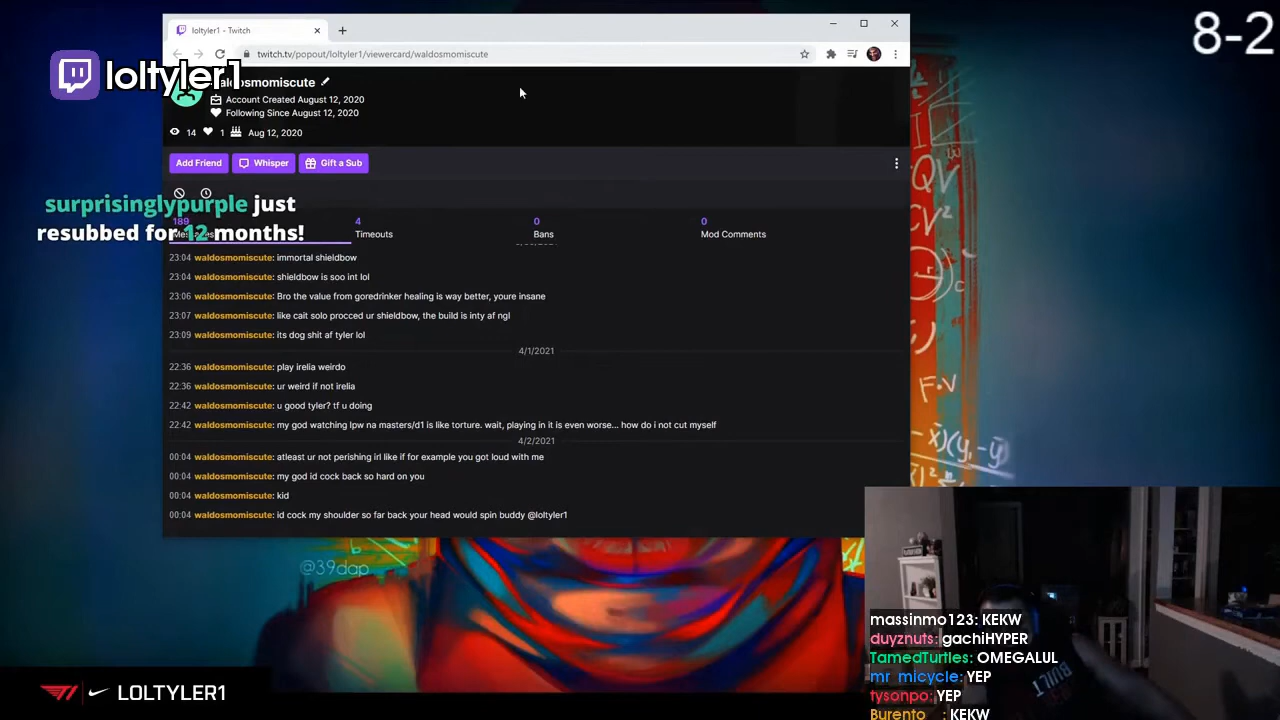 loltyler1 - Twitch
8-2
twitch.tv/popout/loltyler1/viewercard/waldosmomiscute
loltyler1
waldosmomiscute
Account Created August 12, 2020
Following Since August 12, 2020
14 1 Aug 12, 2020
Add Friend Whisper Gift a Sub
surprisinglypurple just
resubbed for 12 months!
189 4 0 0
Messages Timeouts Bans Mod Comments
23:04 waldosmomiscute: immortal shieldbow
23:04 waldosmomiscute: shieldbow is soo int lol
23:06 waldosmomiscute: Bro the value from goredrinker healing is way better, youre insane
23:07 waldosmomiscute: like cait solo procced ur shieldbow, the build is inty af ngl
23:09 waldosmomiscute: its dog shit af tyler lol
4/1/2021
22:36 waldosmomiscute: play irelia weirdo
22:36 waldosmomiscute: ur weird if not irelia
22:42 waldosmomiscute: u good tyler? tf u doing
22:42 waldosmomiscute: my god watching lpw na masters/d1 is like torture. wait, playing in it is even worse... how do i not cut myself
4/2/2021
00:04 waldosmomiscute: atleast ur not perishing irl like if for example you got loud with me
00:04 waldosmomiscute: my god id cock back so hard on you
00:04 waldosmomiscute: kid
00:04 waldosmomiscute: id cock my shoulder so far back your head would spin buddy @loltyler1
QV
CV²
F.V
@39dap
massinmo123: KEKW
duyznuts: gachiHYPER
TamedTurtles: OMEGALUL
mr_micycle: YEP
tysonpo: YEP
Burento__: KEKW
BUILT
LOLTYLER1